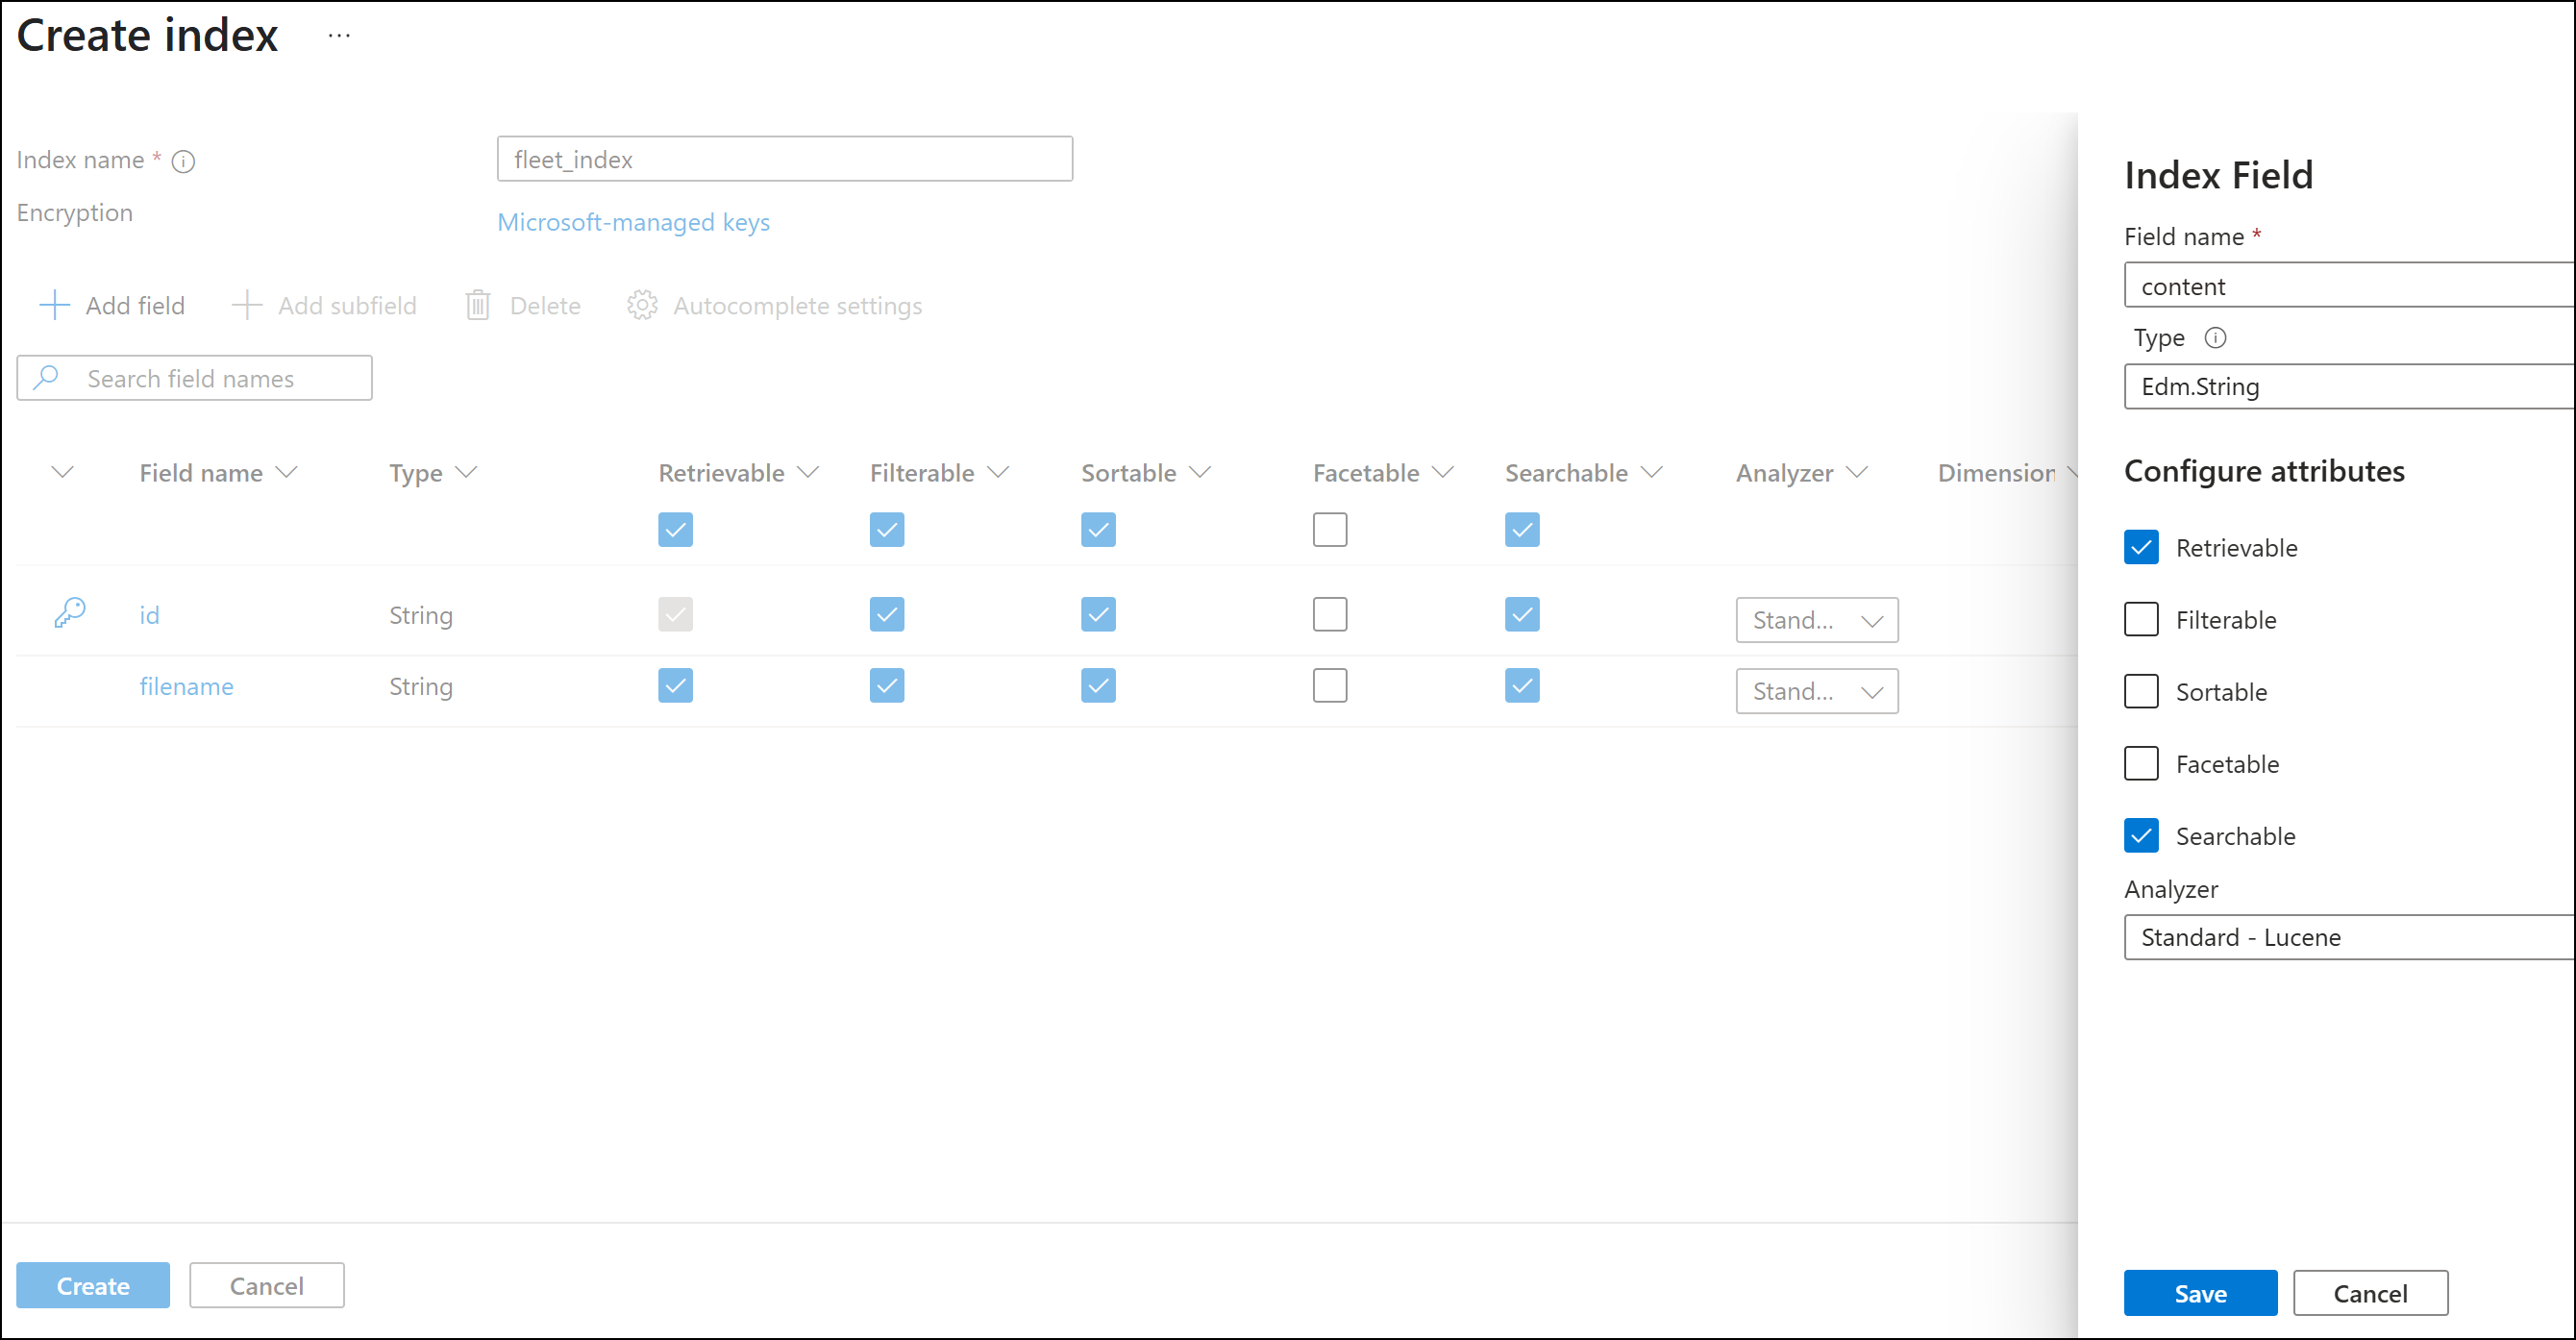 Create index ...
Index name *
fleet_index
Encryption
Microsoft-managed keys
Add field
Add subfield
Delete
Autocomplete settings
Search field names
Field name
Type
Retrievable
Filterable
Sortable
Facetable
Searchable
Analyzer
Dimension
id
String
Stand...
filename
String
Stand...
Create
Cancel
Index Field
Field name *
content
Type
Edm.String
Configure attributes
Retrievable
Filterable
Sortable
Facetable
Searchable
Analyzer
Standard - Lucene
Save
Cancel